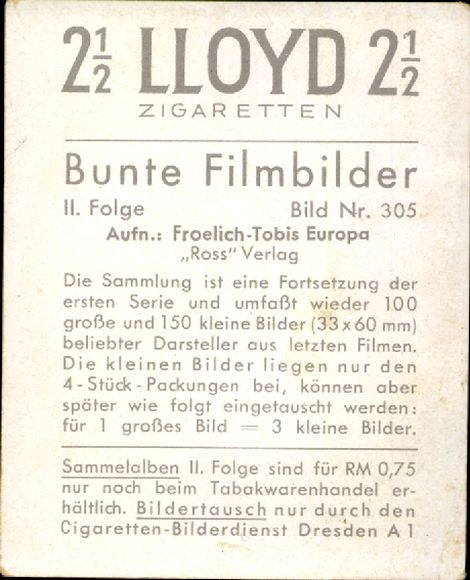 2½ LLOYD 2½
ZIGARETTEN
Bunte Filmbilder
II. Folge Bild Nr. 305
Aufn.: Froelich-Tobis Europa
„Ross" Verlag
Die Sammlung ist eine Fortsetzung der
ersten Serie und umfaßt wieder 100
große und 150 kleine Bilder (33x60 mm)
beliebter Darsteller aus letzten Filmen.
Die kleinen Bilder liegen nur den
4-Stück-Packungen bei, können aber
später wie folgt eingetauscht werden:
für 1 großes Bild = 3 kleine Bilder.
Sammelalben II. Folge sind für RM 0,75
nur noch beim Tabakwarenhandel er-
hältlich. Bildertausch nur durch den
Cigaretten-Bilderdienst Dresden A 1